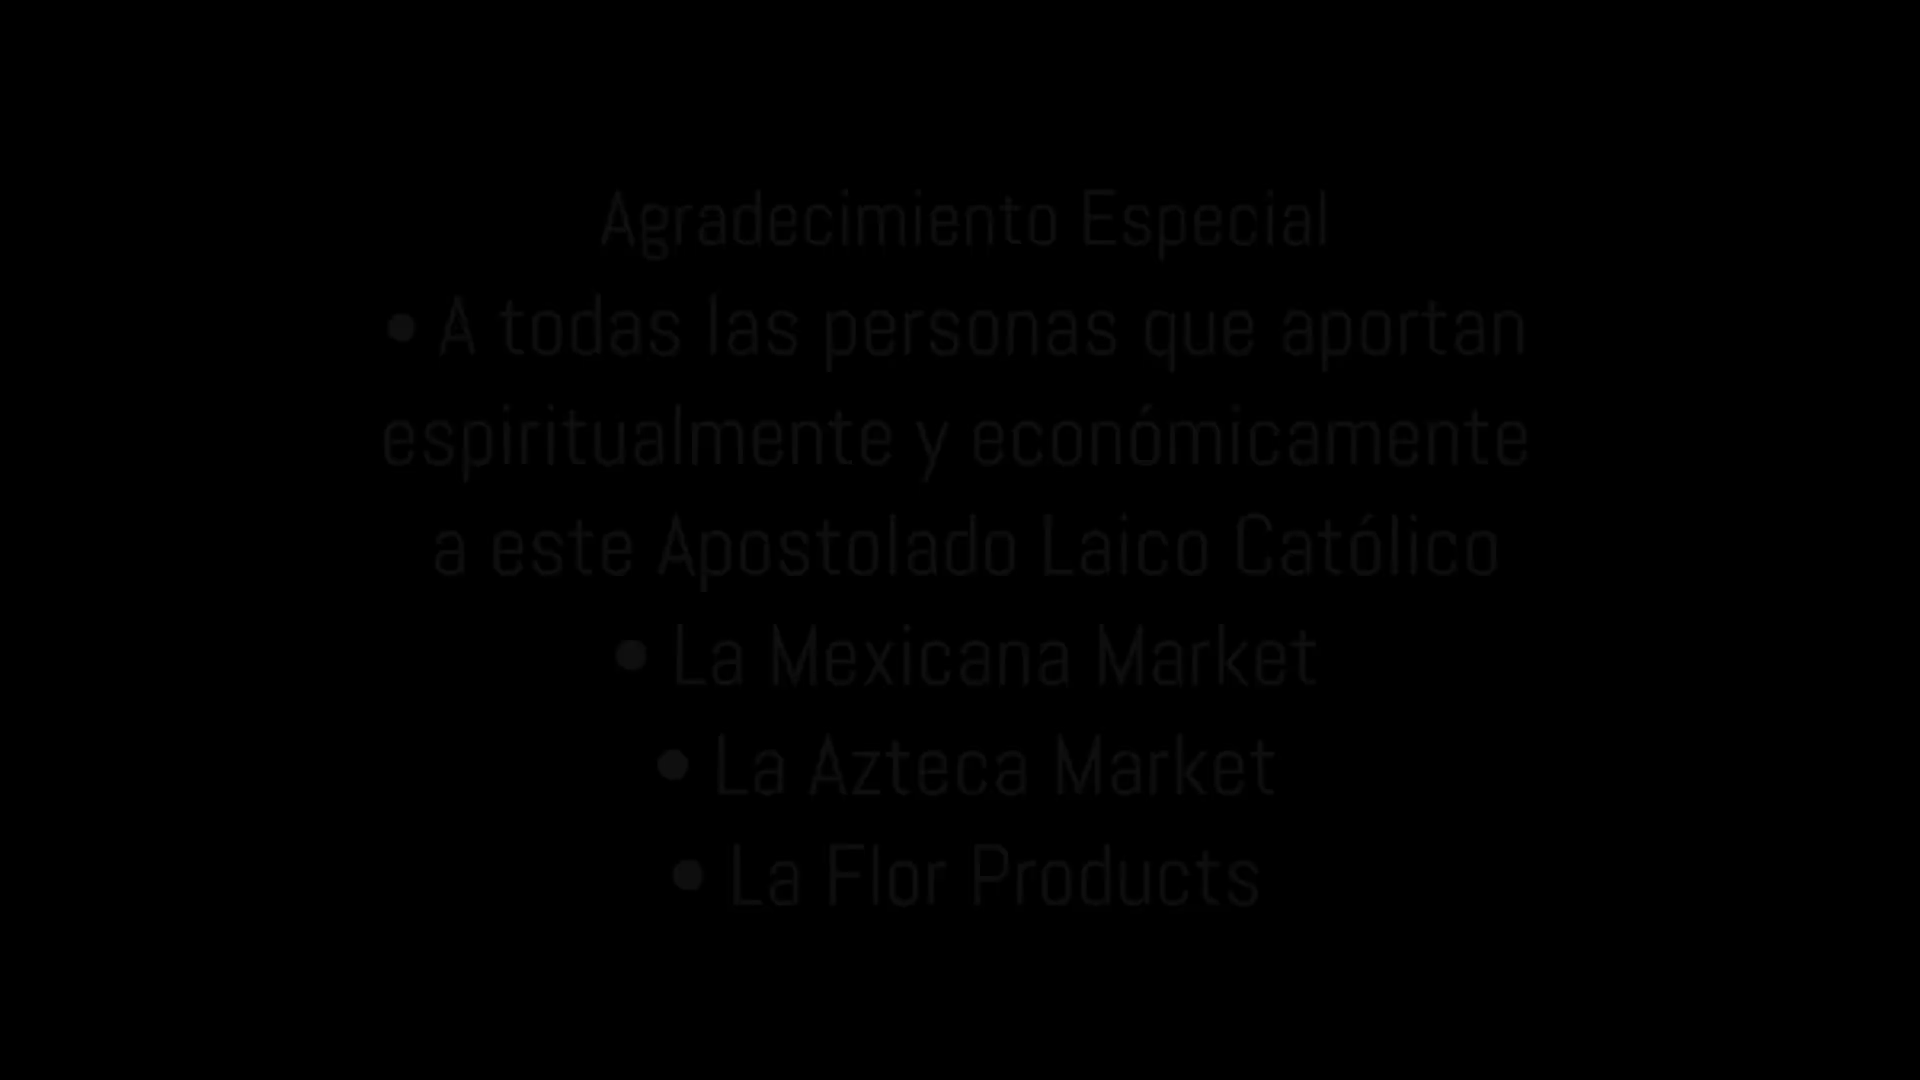 Agradecimiento Especial
• A todas las personas que aportan
espiritualmente y económicamente
a este Apostolado Laico Católico
• La Mexicana Market
• La Azteca Market
• La Flor Products